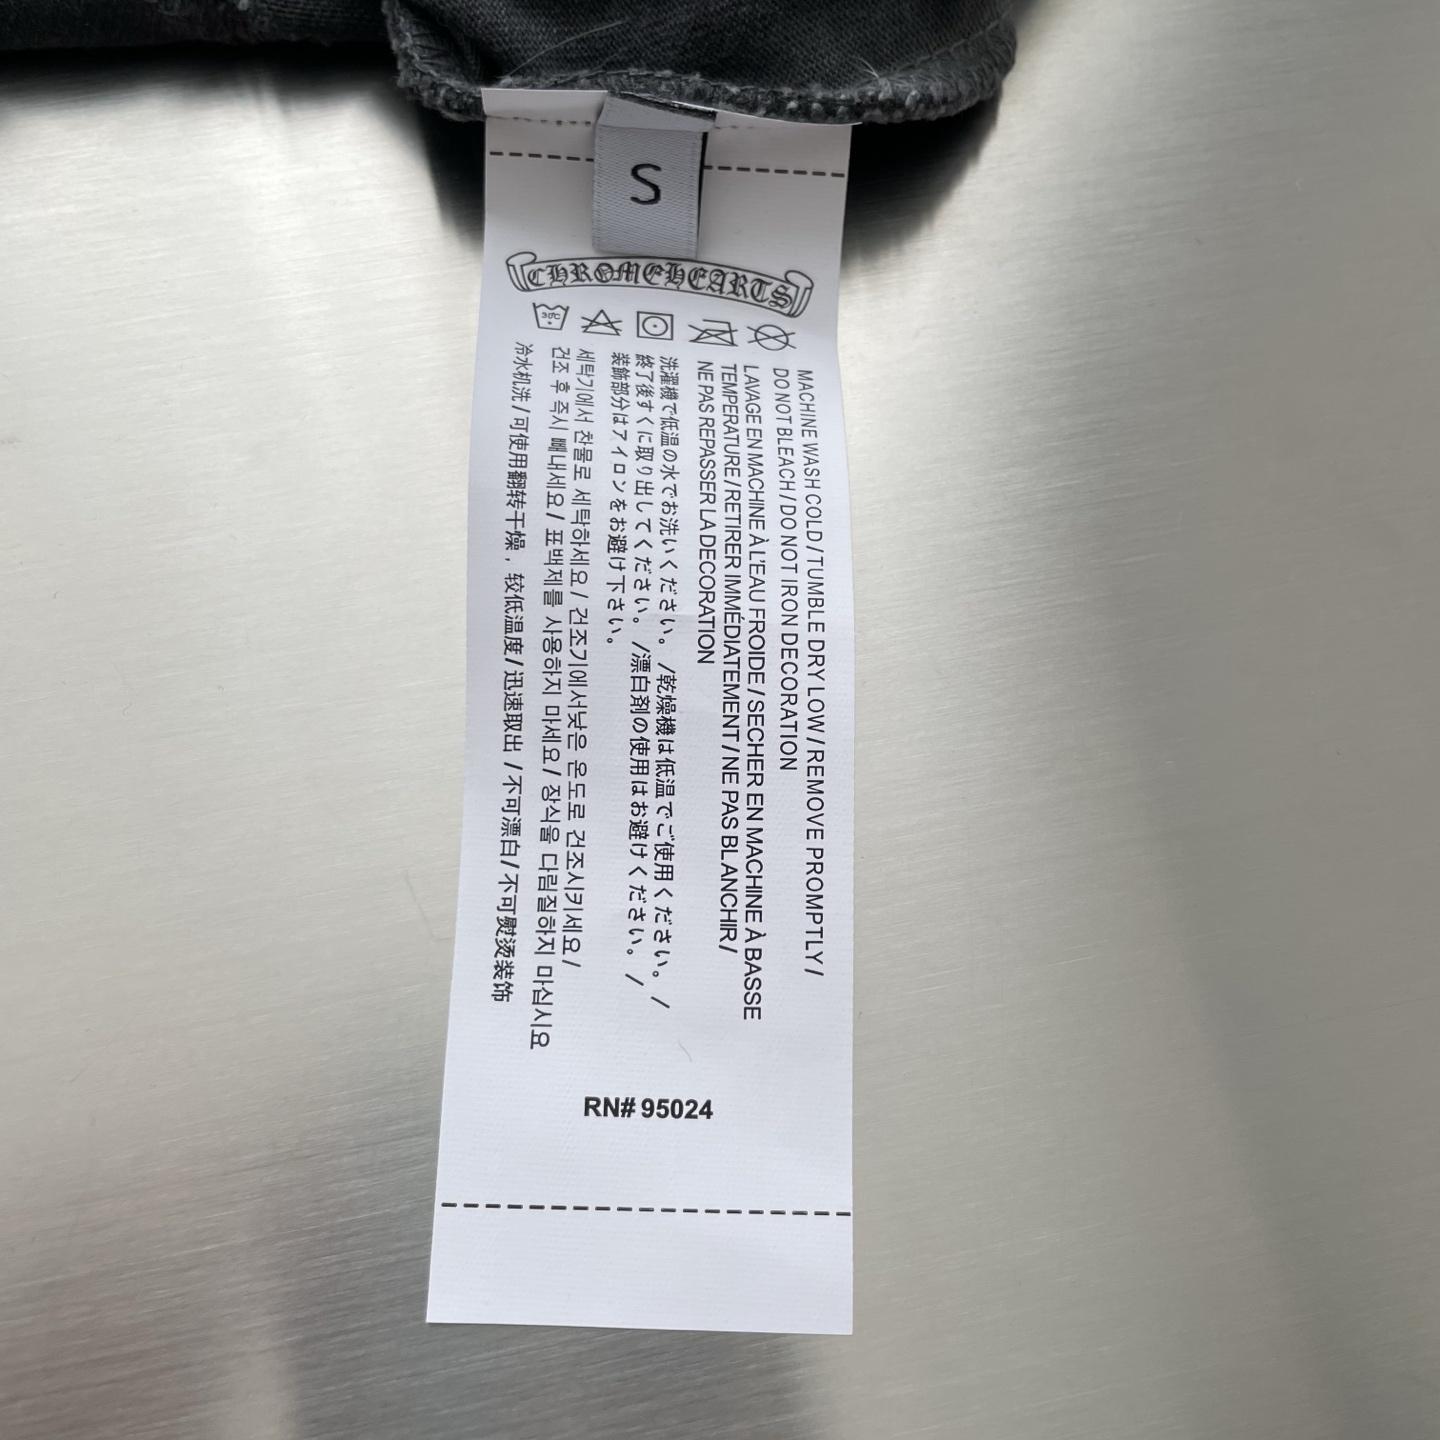 S
CHROMEHEARTS
MACHINE WASH COLD / TUMBLE DRY LOW / REMOVE PROMPTLY /
DO NOT BLEACH / DO NOT IRON DECORATION
LAVAGE EN MACHINE À L'EAU FROIDE / SECHER EN MACHINE À BASSE
TEMPERATURE / RETIRER IMMÉDIATEMENT / NE PAS BLANCHIR /
NE PAS REPASSER LA DECORATION
洗濯機で低温の水でお洗いください。/乾燥機は低温でご使用ください。/
終了後すぐに取り出してください。/漂白剤の使用はお避けください。/
装飾部分はアイロンをお避け下さい。
세탁기에서 찬물로 세탁하세요 / 건조기에서낮은 온도로 건조시키세요 /
건조 후 즉시 빼내세요 / 표백제를 사용하지 마세요 / 장식을 다림질하지 마십시요
冷水机洗 / 可使用翻转干燥，较低温度 / 迅速取出 / 不可漂白 / 不可熨烫装饰
RN# 95024